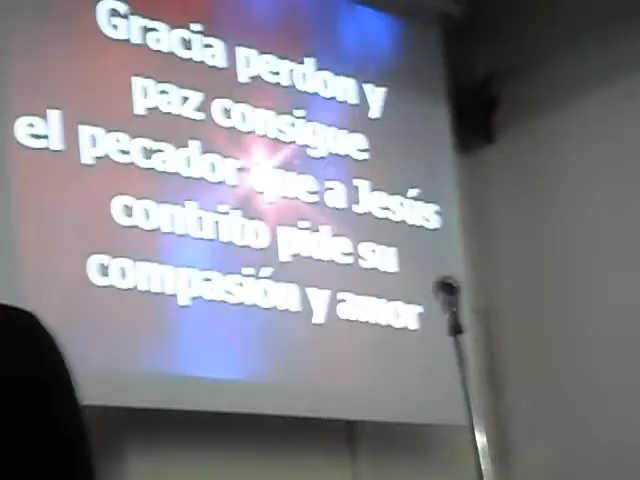 Gracia perdon y
paz consigue
el pecador que a Jesús
contrito pide su
compasión y amor